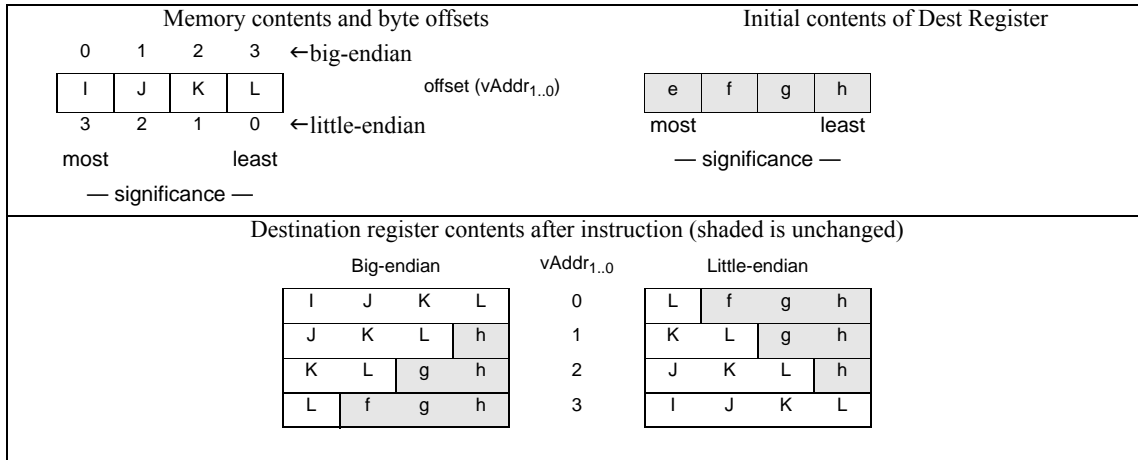 Memory contents and byte offsets Initial contents of Dest Register
0 1 2 3 ←big-endian
I J K L offset (vAddr1..0) e f g h
3 2 1 0 ←little-endian most least
most least — significance —
— significance —
Destination register contents after instruction (shaded is unchanged)
Big-endian vAddr1..0 Little-endian
I J K L 0 L f g h
J K L h 1 K L g h
K L g h 2 J K L h
L f g h 3 I J K L